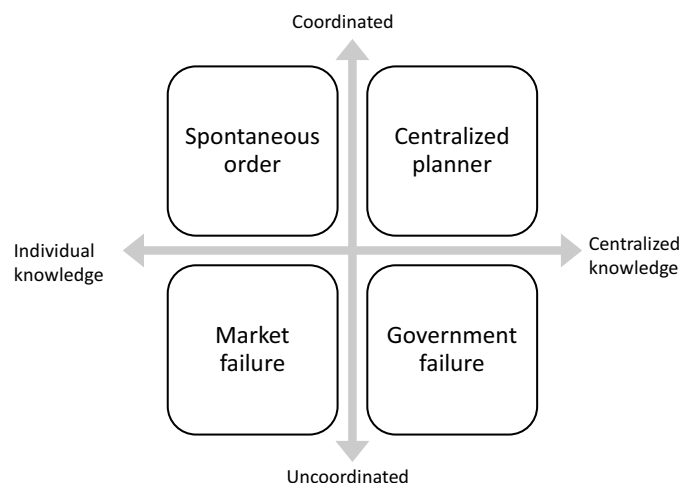 Coordinated
Spontaneous
order
Centralized
planner
Individual
knowledge
Centralized
knowledge
Market
failure
Government
failure
Uncoordinated